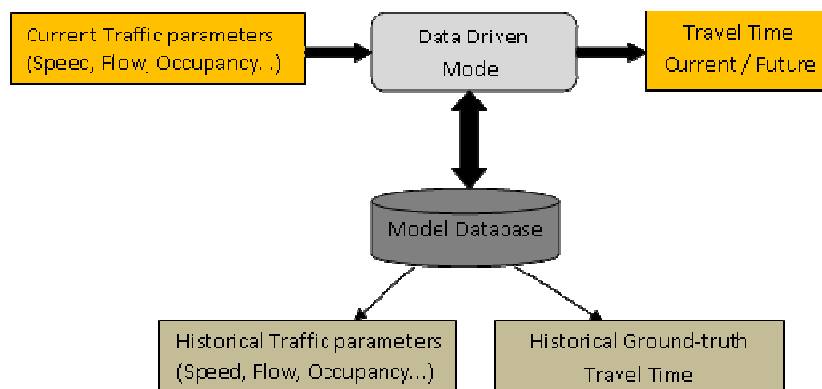 Current Traffic parameters
(Speed, Flow, Occupancy...)
Data Driven
Mode
Travel Time
Current / Future
Model Database
Historical Traffic parameters
(Speed, Flow, Occupancy...)
Historical Ground-truth
Travel Time